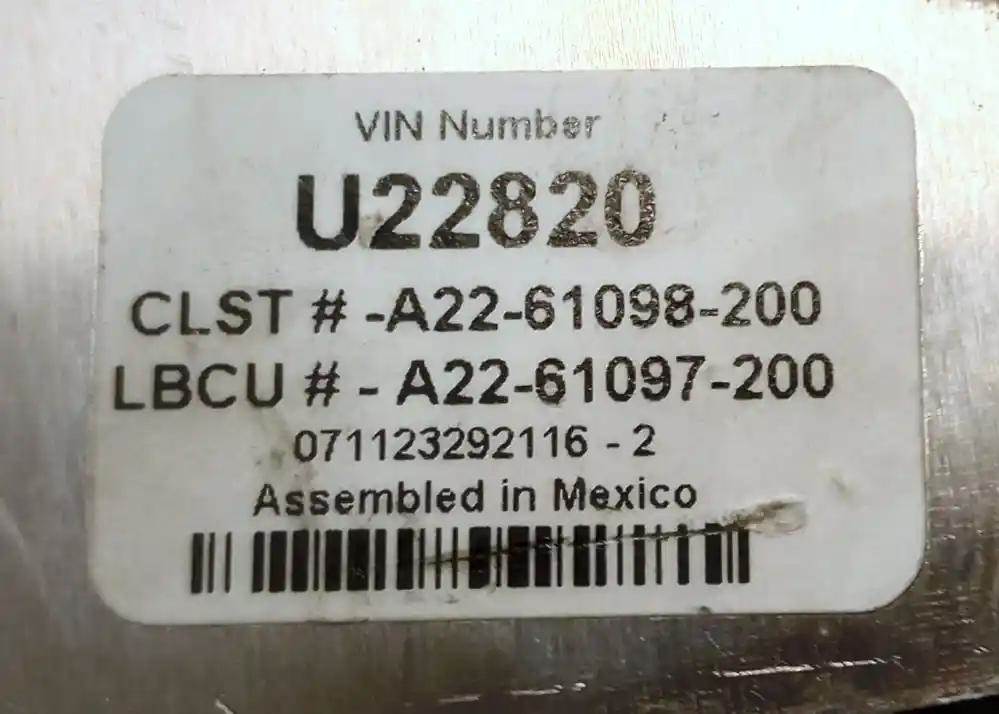 VIN Number
U22820
CLST # -A22-61098-200
LBCU # - A22-61097-200
071123292116 - 2
Assembled in Mexico